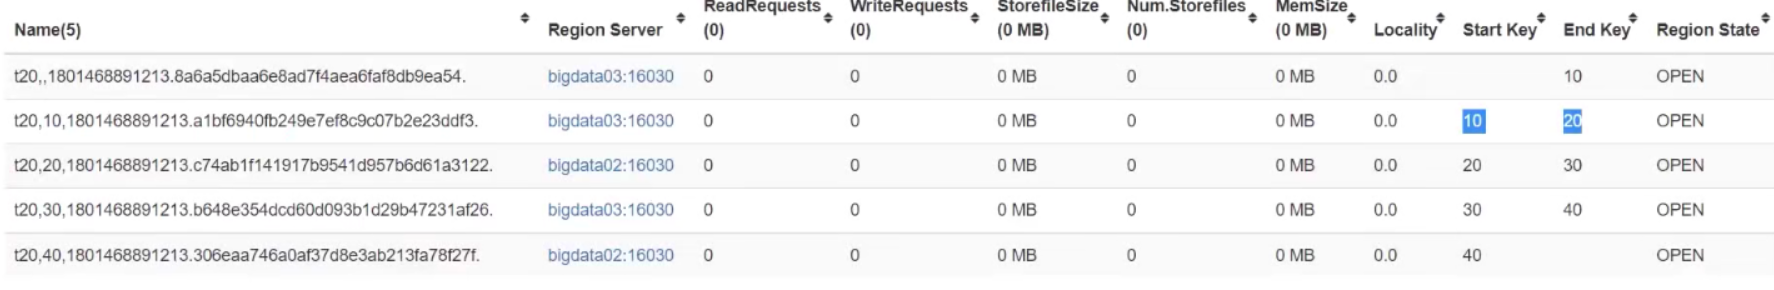 Name(5) Region Server ReadRequests (0) WriteRequests (0) StorefileSize (0 MB) Num.Storefiles (0) MemSize (0 MB) Locality Start Key End Key Region State
t20,,1801468891213.8a6a5dbaa6e8ad7f4aea6faf8db9ea54. bigdata03:16030 0 0 0 MB 0 0 MB 0.0 10 OPEN
t20,10,1801468891213.a1bf6940fb249e7ef8c9c07b2e23ddf3. bigdata03:16030 0 0 0 MB 0 0 MB 0.0 10 20 OPEN
t20,20,1801468891213.c74ab1f141917b9541d957b6d61a3122. bigdata02:16030 0 0 0 MB 0 0 MB 0.0 20 30 OPEN
t20,30,1801468891213.b648e354dcd60d093b1d29b47231af26. bigdata03:16030 0 0 0 MB 0 0 MB 0.0 30 40 OPEN
t20,40,1801468891213.306eaa746a0af37d8e3ab213fa78f27f. bigdata02:16030 0 0 0 MB 0 0 MB 0.0 40 OPEN